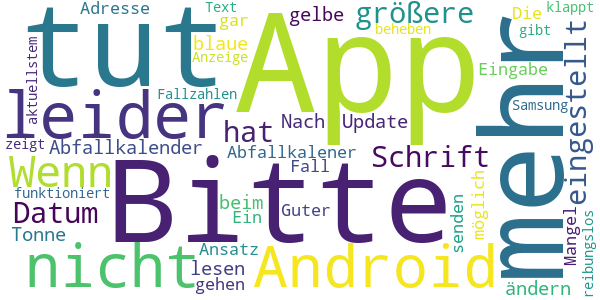 Adresse
Text
gelbe
größere
klappt
tut
App
gar
Die
mehr
eingestellt
blaue
beheben
gibt
aktuellstem
Anzeige
Eingabe
leider
Fallzahlen
Samsung
hat
Nach
Update
zeigt
Abfallkalender
Abfallkalener
Schrift
Wenn
Bitte
Fall
funktioniert
Datum
beim
Ein
Guter
senden
möglich
Mangel
reibungslos
Tonne
nicht
Ansatz
lesen
gehen
Android
ändern